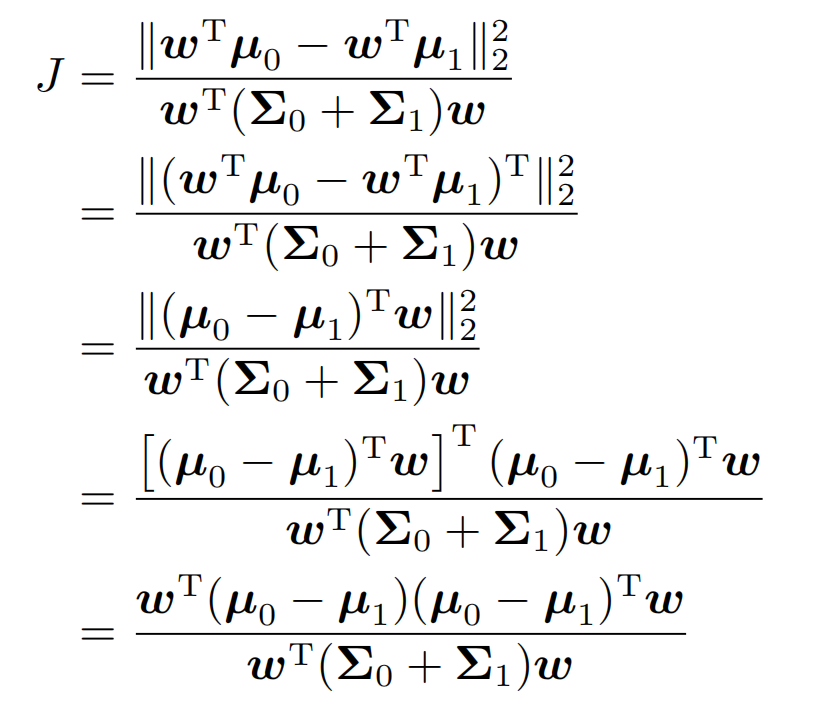 J = \frac{\|\boldsymbol{w}^{\mathrm{T}}\boldsymbol{\mu}_0 - \boldsymbol{w}^{\mathrm{T}}\boldsymbol{\mu}_1\|_2^2}{\boldsymbol{w}^{\mathrm{T}}(\boldsymbol{\Sigma}_0 + \boldsymbol{\Sigma}_1)\boldsymbol{w}}
= \frac{\|(\boldsymbol{w}^{\mathrm{T}}\boldsymbol{\mu}_0 - \boldsymbol{w}^{\mathrm{T}}\boldsymbol{\mu}_1)^{\mathrm{T}}\|_2^2}{\boldsymbol{w}^{\mathrm{T}}(\boldsymbol{\Sigma}_0 + \boldsymbol{\Sigma}_1)\boldsymbol{w}}
= \frac{\|(\boldsymbol{\mu}_0 - \boldsymbol{\mu}_1)^{\mathrm{T}}\boldsymbol{w}\|_2^2}{\boldsymbol{w}^{\mathrm{T}}(\boldsymbol{\Sigma}_0 + \boldsymbol{\Sigma}_1)\boldsymbol{w}}
= \frac{\left[(\boldsymbol{\mu}_0 - \boldsymbol{\mu}_1)^{\mathrm{T}}\boldsymbol{w}\right]^{\mathrm{T}}(\boldsymbol{\mu}_0 - \boldsymbol{\mu}_1)^{\mathrm{T}}\boldsymbol{w}}{\boldsymbol{w}^{\mathrm{T}}(\boldsymbol{\Sigma}_0 + \boldsymbol{\Sigma}_1)\boldsymbol{w}}
= \frac{\boldsymbol{w}^{\mathrm{T}}(\boldsymbol{\mu}_0 - \boldsymbol{\mu}_1)(\boldsymbol{\mu}_0 - \boldsymbol{\mu}_1)^{\mathrm{T}}\boldsymbol{w}}{\boldsymbol{w}^{\mathrm{T}}(\boldsymbol{\Sigma}_0 + \boldsymbol{\Sigma}_1)\boldsymbol{w}}